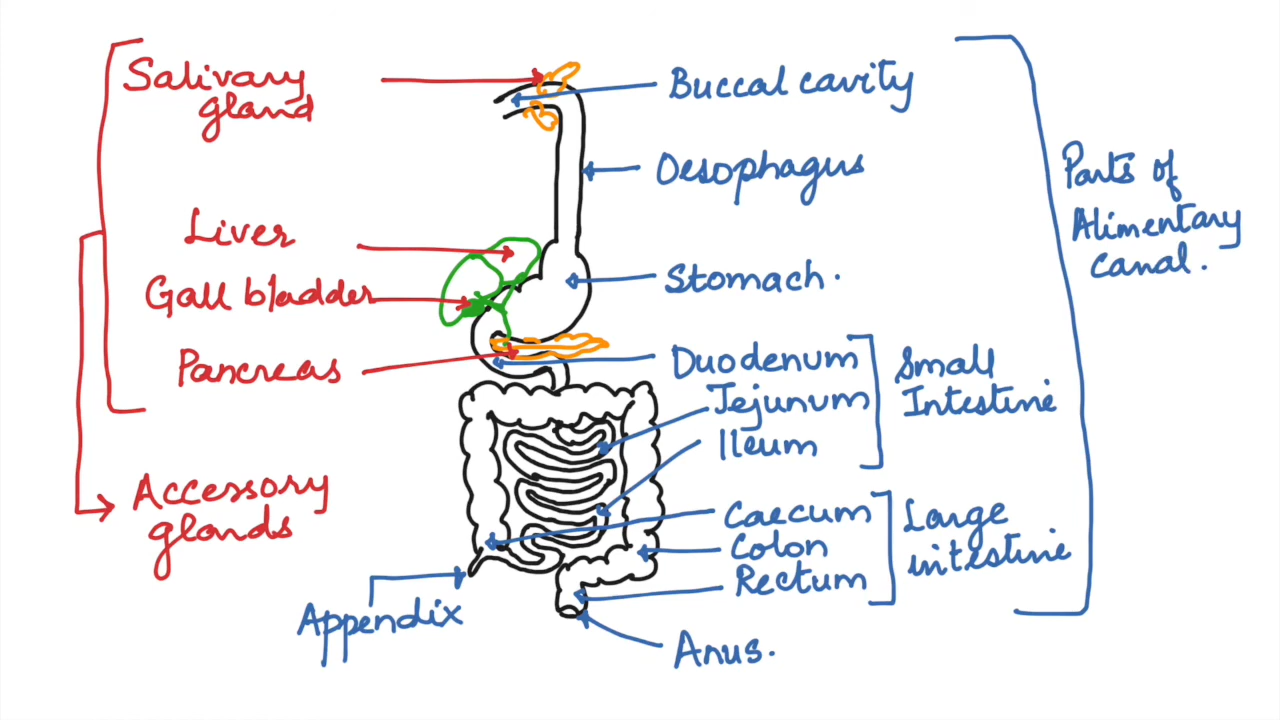 Salivary
gland
Liver
Gall bladder
Pancreas
Accessory
glands
Appendix
Buccal cavity
Oesophagus
Stomach.
Duodenum
Jejunum
Ileum
Small
Intestine
Caecum
Colon
Rectum
Large
intestine
Anus.
Parts of
Alimentary
canal.